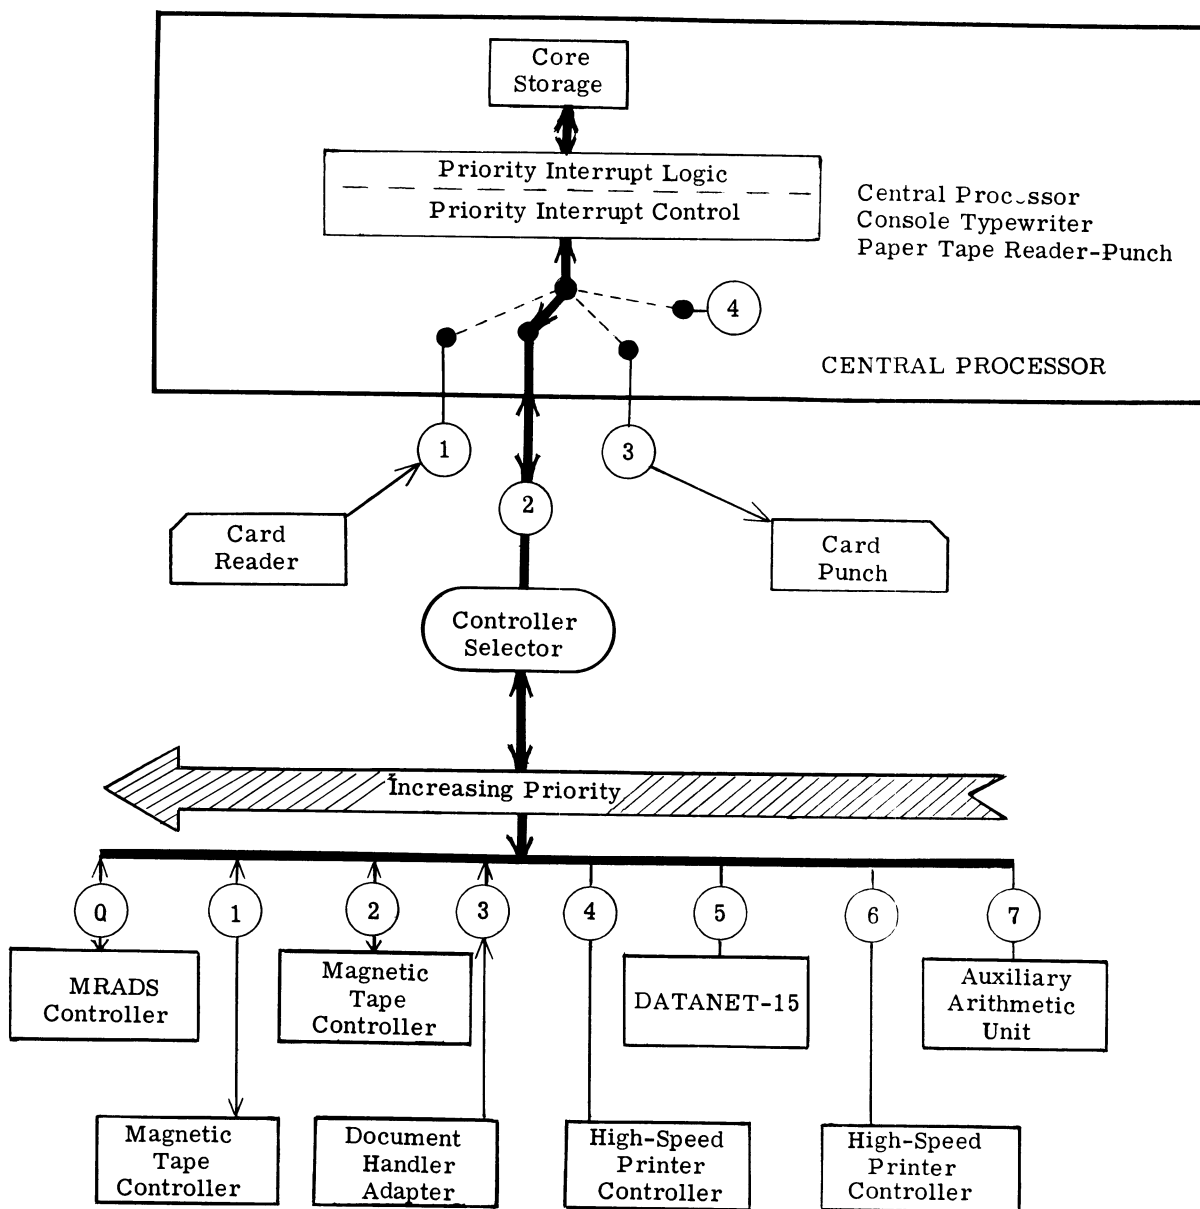 Core
Storage
Priority Interrupt Logic
Priority Interrupt Control
Central Processor
Console Typewriter
Paper Tape Reader-Punch
4
CENTRAL PROCESSOR
1
3
2
Card
Reader
Card
Punch
Controller
Selector
Increasing Priority
0
1
2
3
4
5
6
7
MRADS
Controller
Magnetic
Tape
Controller
DATANET-15
Auxiliary
Arithmetic
Unit
Magnetic
Tape
Controller
Document
Handler
Adapter
High-Speed
Printer
Controller
High-Speed
Printer
Controller